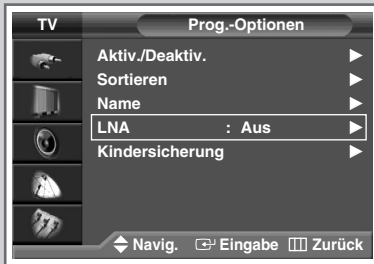 TV Prog.-Optionen
Aktiv./Deaktiv.
Sortieren
Name
LNA : Aus
Kindersicherung
Navig. Eingabe Zurück